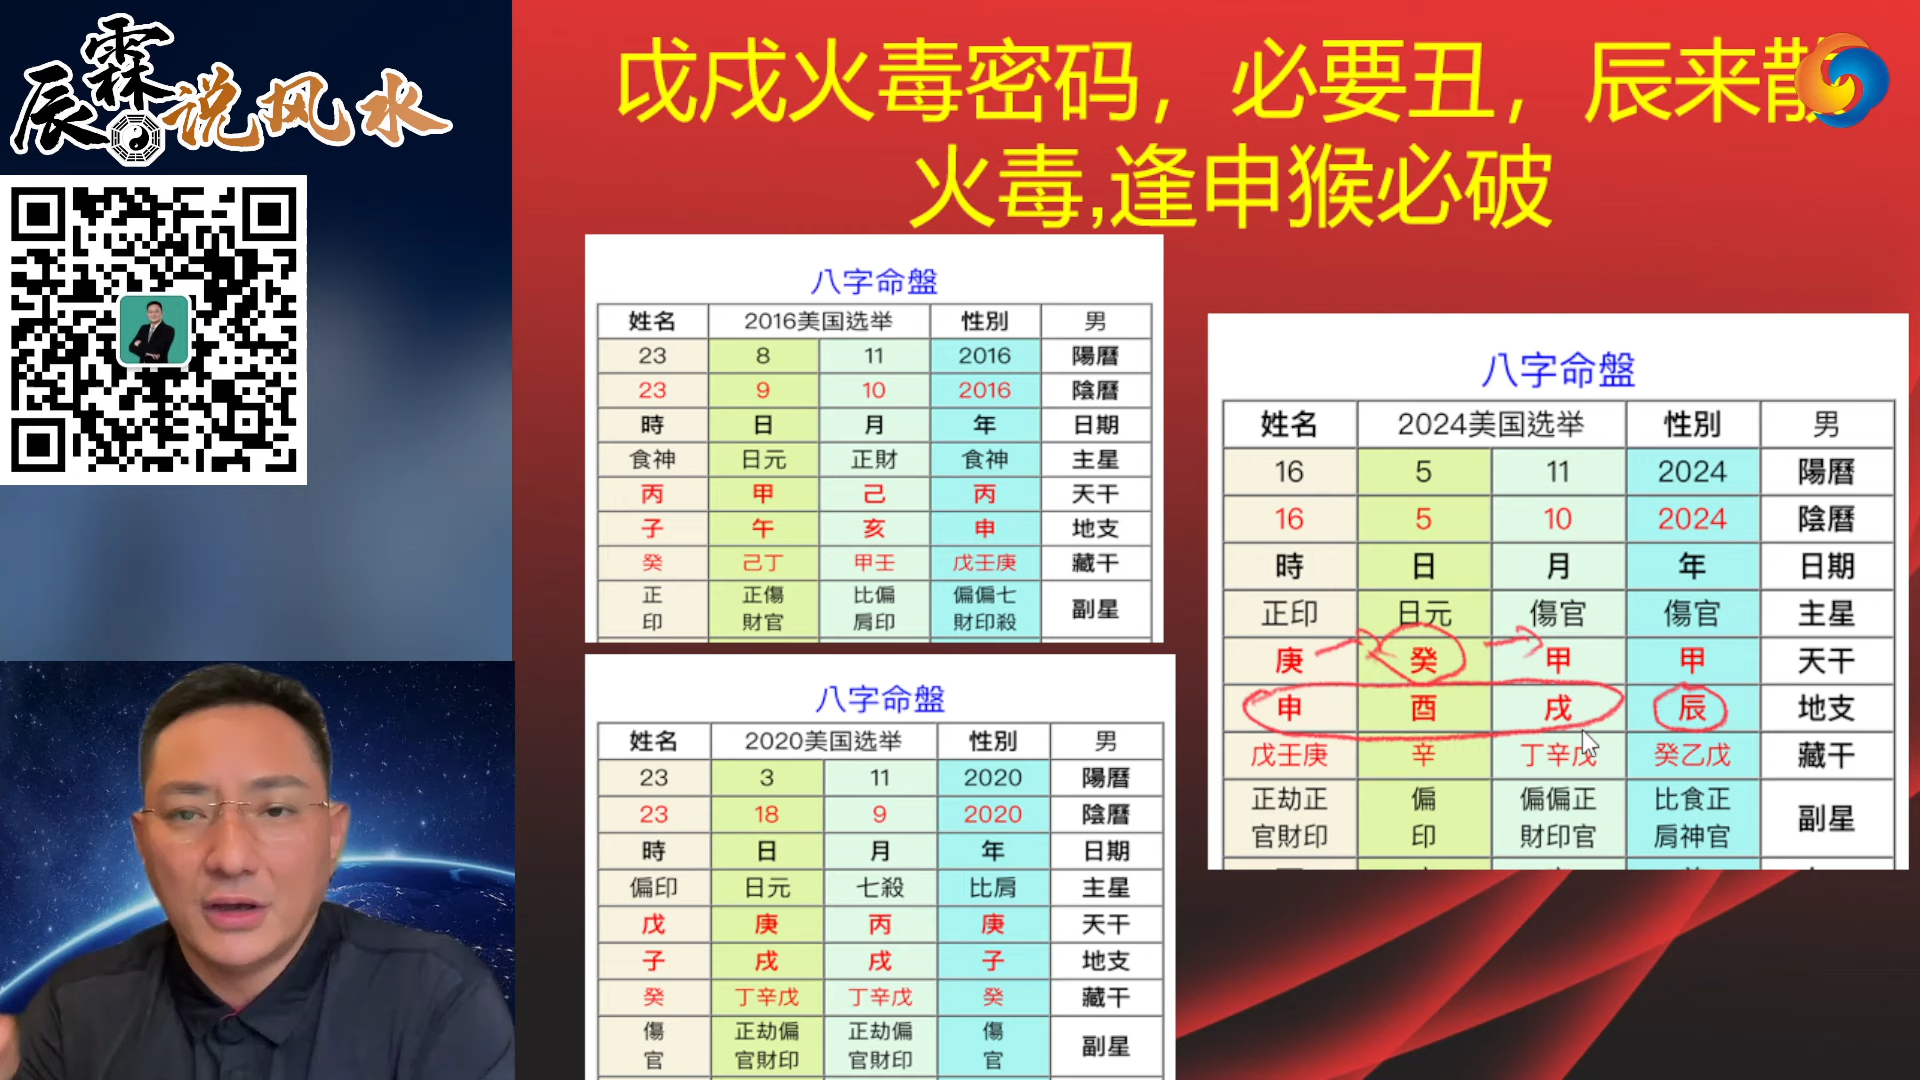 辰霖说风水
戊戌火毒密码，必要丑，辰来散
火毒,逢申猴必破
八字命盤
姓名 2016美国选举 性別 男
23 8 11 2016 陽曆
23 9 10 2016 陰曆
時 日 月 年 日期
食神 日元 正財 食神 主星
丙 甲 己 丙 天干
子 午 亥 申 地支
癸 己丁 甲壬 戊壬庚 藏干
正 正傷 比偏 偏偏七 副星
印 財官 肩印 財印殺
八字命盤
姓名 2020美国选举 性別 男
23 3 11 2020 陽曆
23 18 9 2020 陰曆
時 日 月 年 日期
偏印 日元 七殺 比肩 主星
戊 庚 丙 庚 天干
子 戌 戌 子 地支
癸 丁辛戊 丁辛戊 癸 藏干
傷 正劫偏 正劫偏 傷 副星
官 官財印 官財印 官
八字命盤
姓名 2024美国选举 性別 男
16 5 11 2024 陽曆
16 5 10 2024 陰曆
時 日 月 年 日期
正印 日元 傷官 傷官 主星
庚 癸 甲 甲 天干
申 酉 戌 辰 地支
戊壬庚 辛 丁辛戊 癸乙戊 藏干
正劫正 偏 偏偏正 比食正 副星
官財印 印 財印官 肩神官